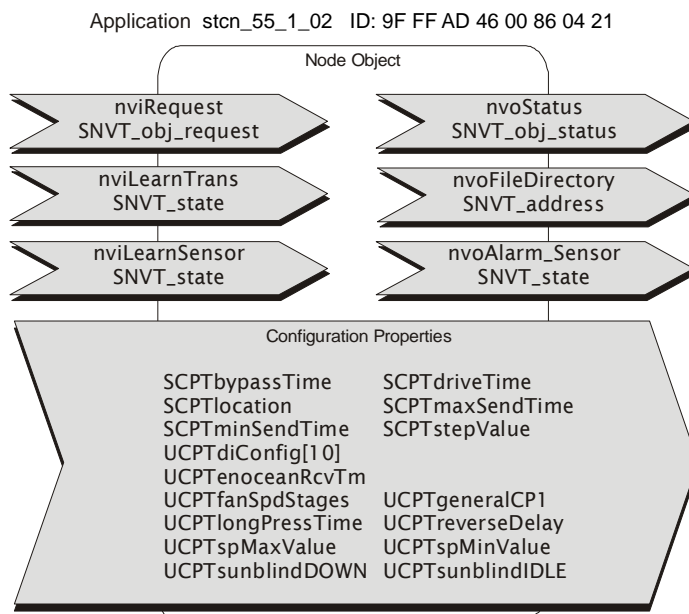 Application stcn_55_1_02 ID: 9F FF AD 46 00 86 04 21
Node Object
nviRequest
SNVT_obj_request
nvoStatus
SNVT_obj_status
nviLearnTrans
SNVT_state
nvoFileDirectory
SNVT_address
nviLearnSensor
SNVT_state
nvoAlarm_Sensor
SNVT_state
Configuration Properties
SCPTbypassTime SCPTdriveTime
SCPTlocation SCPTmaxSendTime
SCPTminSendTime SCPTstepValue
UCPTdiConfig[10]
UCPTenoceanRcvTm
UCPTfanSpdStages UCPTgeneralCP1
UCPTlongPressTime UCPTreverseDelay
UCPTspMaxValue UCPTspMinValue
UCPTsunblindDOWN UCPTsunblindIDLE